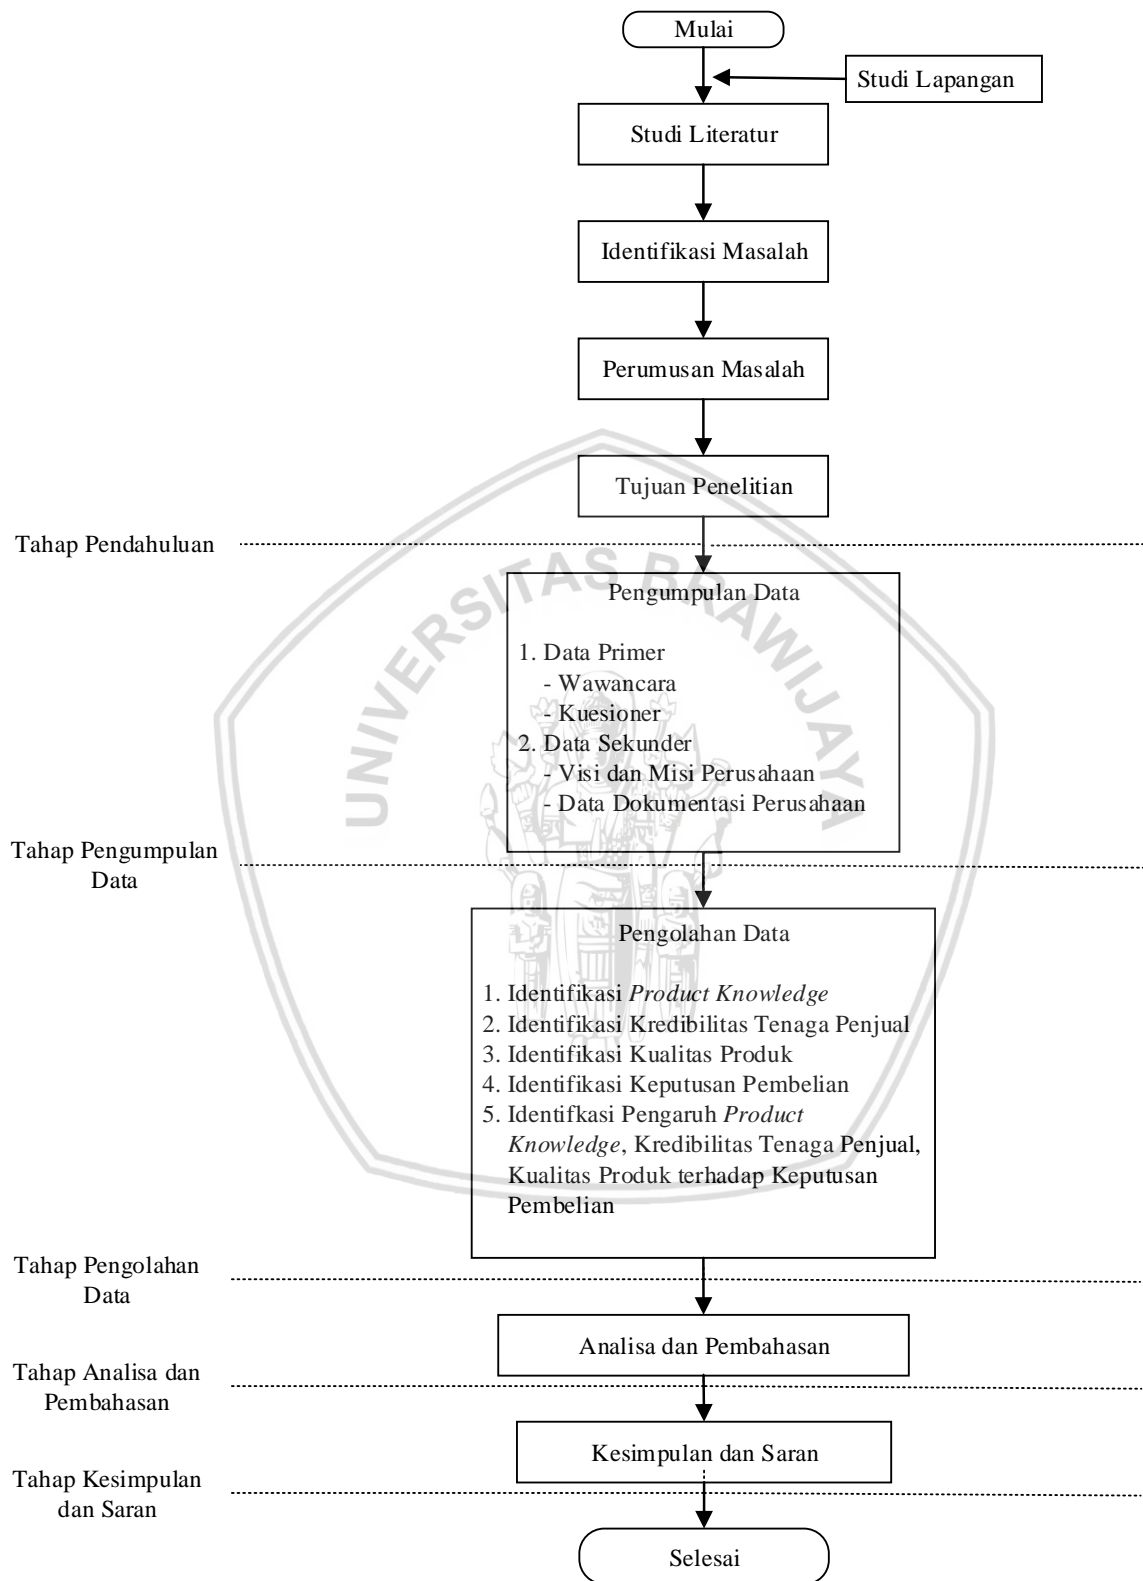 Mulai
Studi Lapangan
Studi Literatur
Identifikasi Masalah
Perumusan Masalah
Tujuan Penelitian
Tahap Pendahuluan
UNIVERSITAS BRAWIJAYA
Pengumpulan Data
1. Data Primer
- Wawancara
- Kuesioner
2. Data Sekunder
- Visi dan Misi Perusahaan
- Data Dokumentasi Perusahaan
Tahap Pengumpulan
Data
Pengolahan Data
1. Identifikasi Product Knowledge
2. Identifikasi Kredibilitas Tenaga Penjual
3. Identifikasi Kualitas Produk
4. Identifikasi Keputusan Pembelian
5. Identifkasi Pengaruh Product
Knowledge, Kredibilitas Tenaga Penjual,
Kualitas Produk terhadap Keputusan
Pembelian
Tahap Pengolahan
Data
Analisa dan Pembahasan
Tahap Analisa dan
Pembahasan
Kesimpulan dan Saran
Tahap Kesimpulan
dan Saran
Selesai